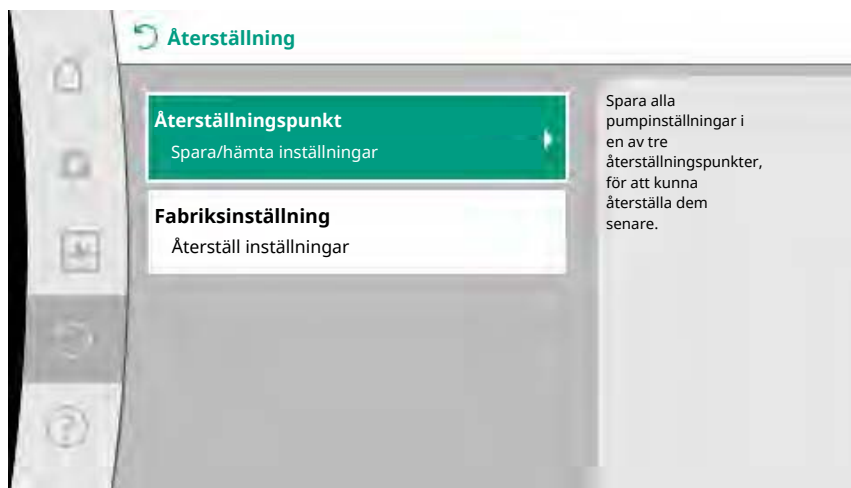 Återställning
Återställningspunkt
Spara/hämta inställningar
Fabriksinställning
Återställ inställningar
Spara alla
pumpinställningar i
en av tre
återställningspunkter,
för att kunna
återställa dem
senare.